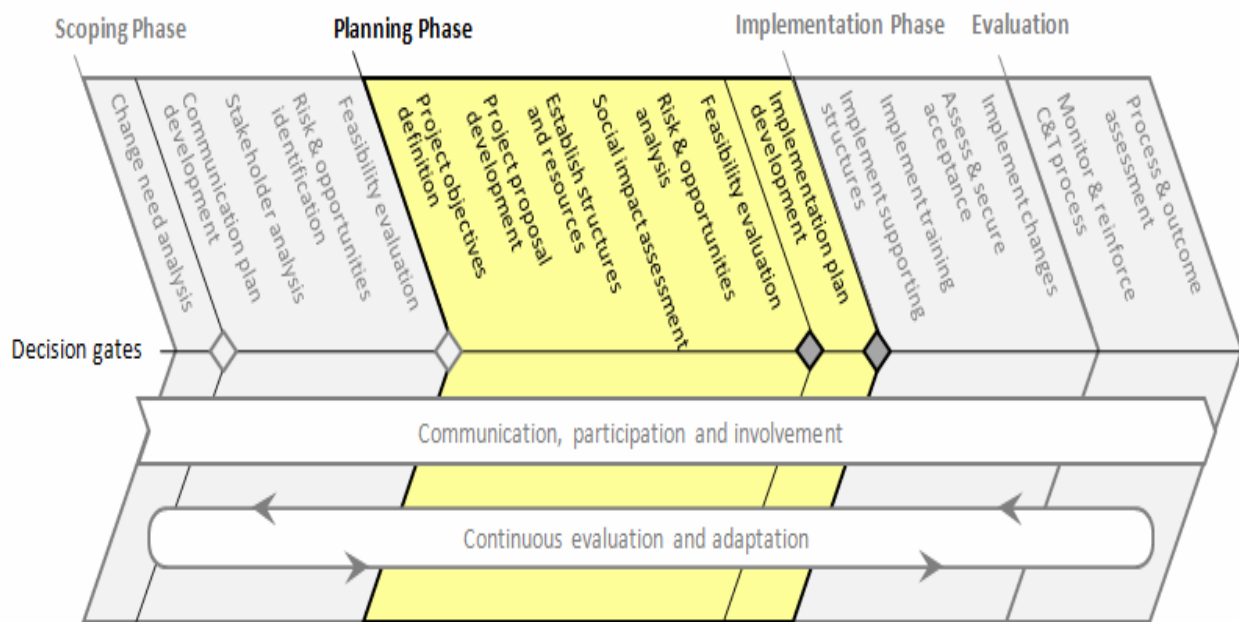 Scoping Phase
Planning Phase
Implementation Phase
Evaluation
Change need analysis
Communication plan
development
Stakeholder analysis
Risk & opportunities
identification
Feasibility evaluation
Project objectives
definition
Project proposal
development
Establish structures
and resources
Social impact assessment
Risk & opportunities
analysis
Feasibility evaluation
Implementation plan
development
Implement supporting
structures
Implement training
Assess & secure
acceptance
Implement changes
Monitor & reinforce
C&T process
Process & outcome
assessment
Decision gates
Communication, participation and involvement
Continuous evaluation and adaptation